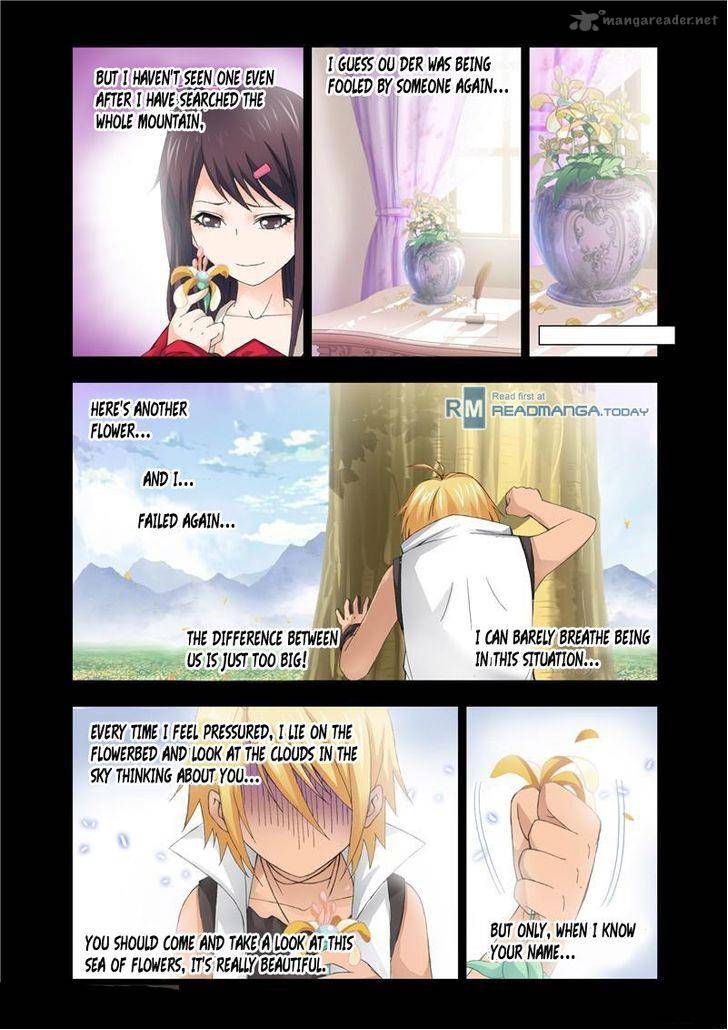 mangareader.net
BUT I HAVEN'T SEEN ONE EVEN
AFTER I HAVE SEARCHED THE
WHOLE MOUNTAIN,
I GUESS OU DER WAS BEING
FOOLED BY SOMEONE AGAIN...
HERE'S ANOTHER
FLOWER...
AND I...
FAILED AGAIN...
RM
Read first at
READMANGA.TODAY
THE DIFFERENCE BETWEEN
US IS JUST TOO BIG!
I CAN BARELY BREATHE BEING
IN THIS SITUATION...
EVERY TIME I FEEL PRESSURED, I LIE ON THE
FLOWERBED AND LOOK AT THE CLOUDS IN THE
SKY THINKING ABOUT YOU...
YOU SHOULD COME AND TAKE A LOOK AT THIS
SEA OF FLOWERS, IT'S REALLY BEAUTIFUL.
BUT ONLY, WHEN I KNOW
YOUR NAME...